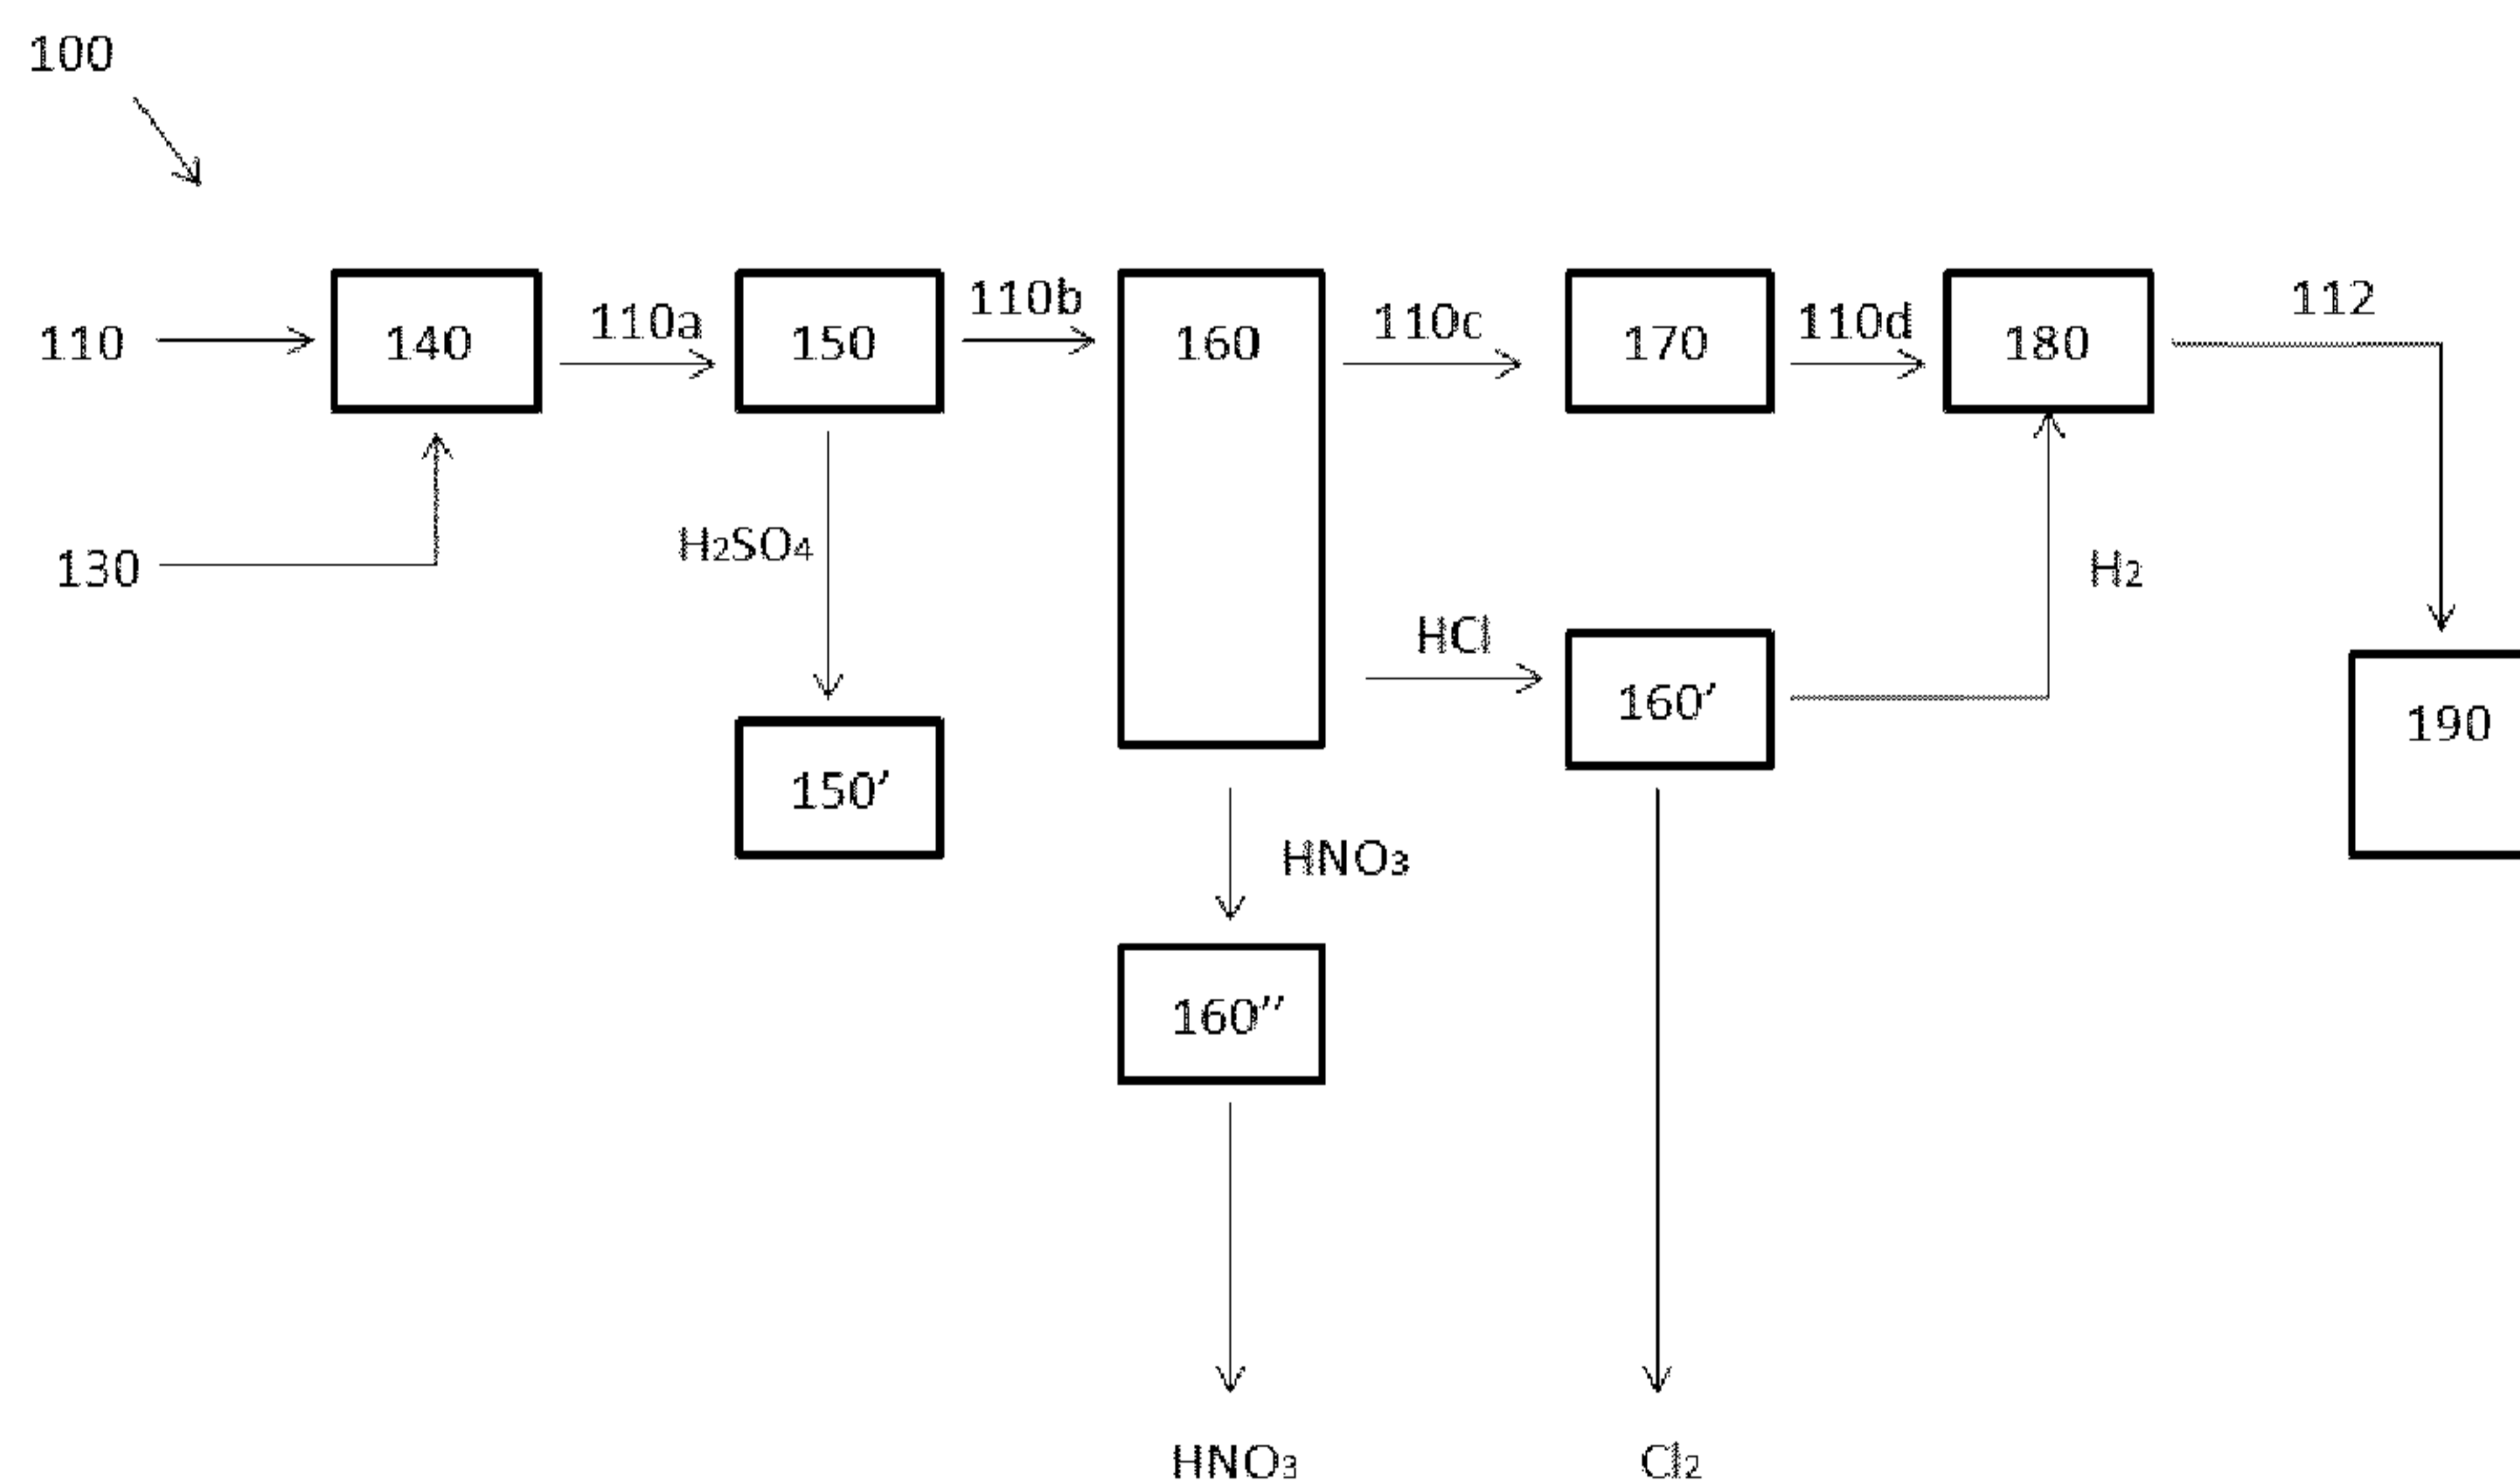 100
110b
112
110a
110c
110d
110
140
150
160
170
180
H₂SO₄
130
H₂
HCl
160′
190
150′
HNO₃
160″
HNO₃
Cl₂